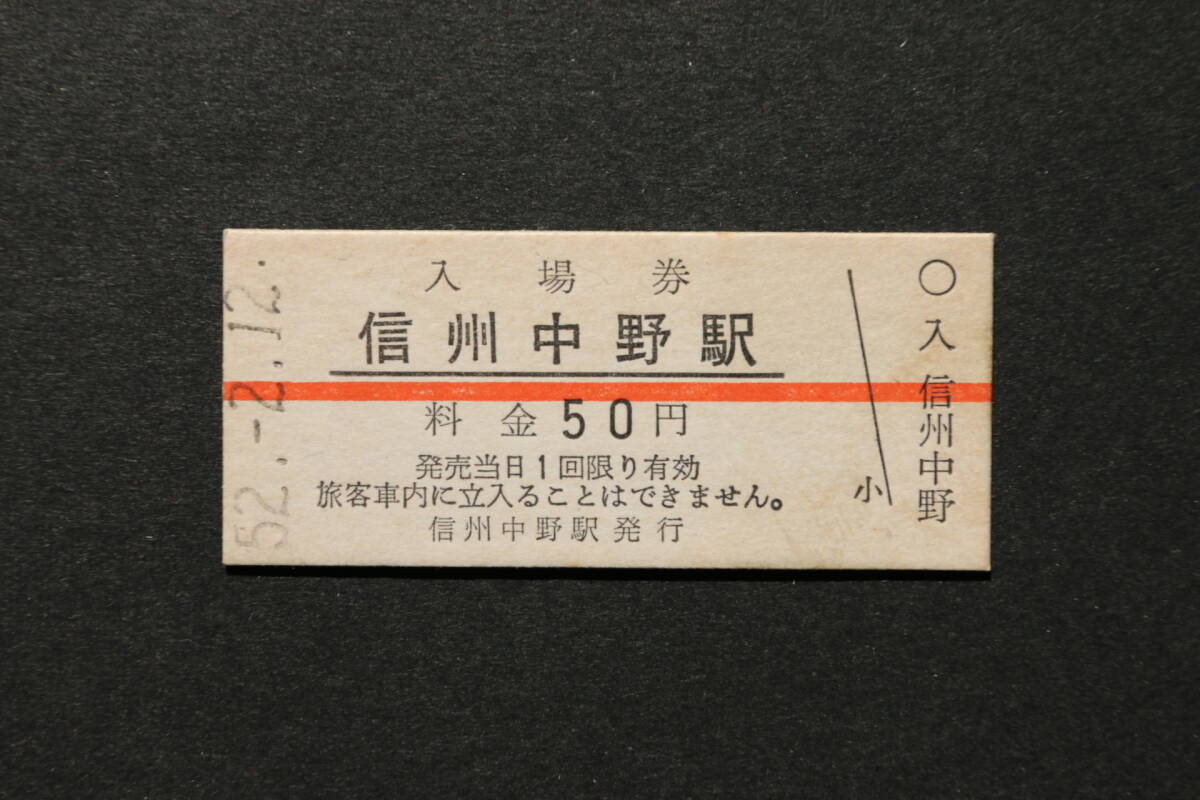 52.-2.12.
入場券
信州中野駅
料金50円
発売当日1回限り有効
旅客車内に立入ることはできません。
信州中野駅発行
小
○入信州中野